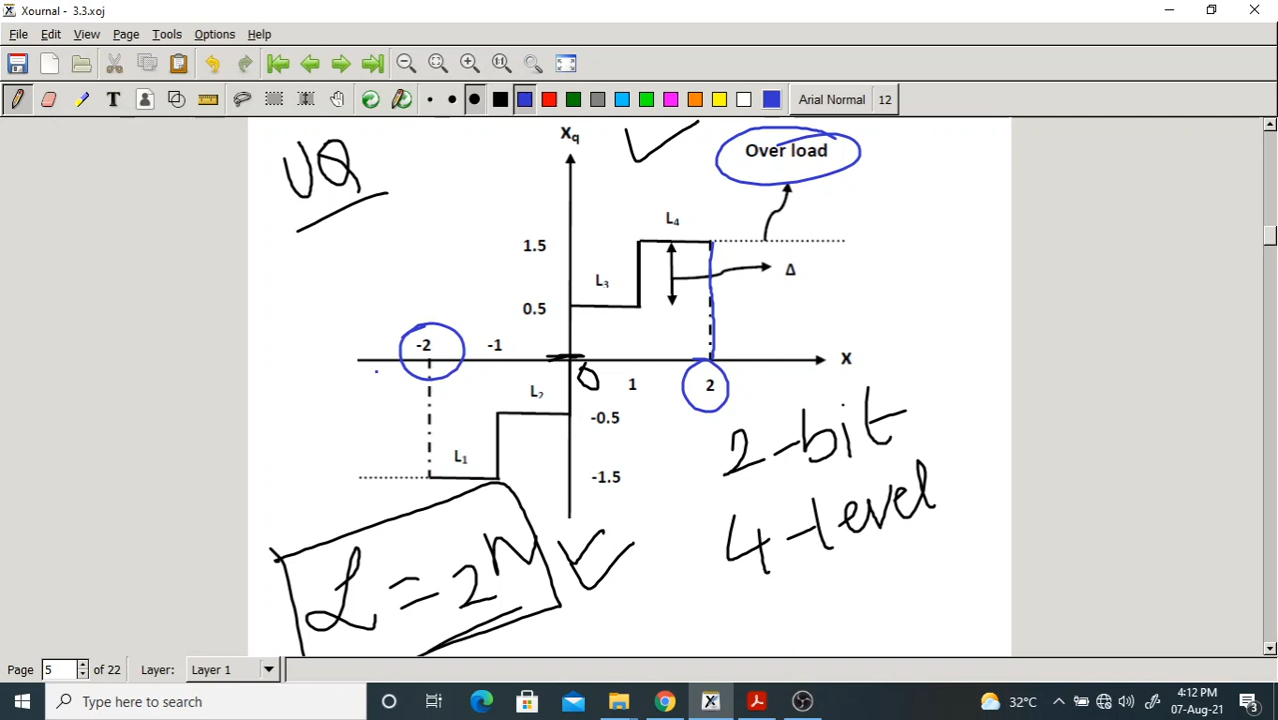 Xournal - 3.3.xoj
File Edit View Page Tools Options Help
Arial Normal 12
UQ
Xq
Over load
L4
1.5
Δ
L3
0.5
-2 -1
X
0 1 2
L2
-0.5
2-bit
L1
-1.5
4-level
L = 2^N
Page 5 of 22 Layer: Layer 1
Type here to search
32°C
4:12 PM
07-Aug-21
3